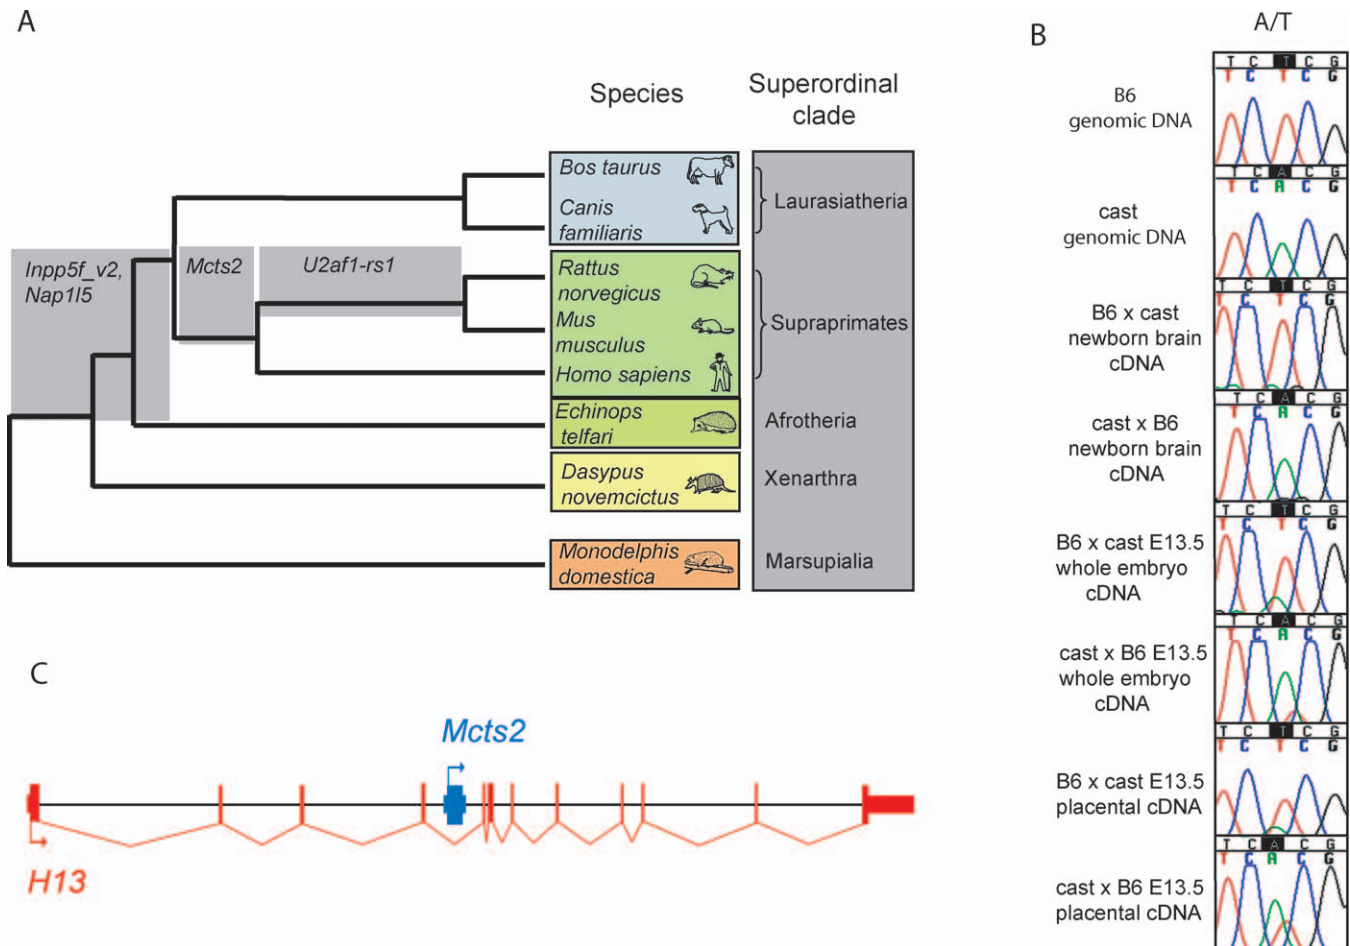 A
Species
Superordinal
clade
Bos taurus
Canis
familiaris
Laurasiatheria
Inpp5f_v2,
Nap1l5
Mcts2
U2af1-rs1
Rattus
norvegicus
Mus
musculus
Homo sapiens
Supraprimates
Echinops
telfari
Afrotheria
Dasypus
novemcictus
Xenarthra
Monodelphis
domestica
Marsupialia
B
A/T
B6
genomic DNA
T C T C G
T C T C G
cast
genomic DNA
T C A C G
T C A C G
B6 x cast
newborn brain
cDNA
T C T C G
T C T C G
cast x B6
newborn brain
cDNA
T C A C G
T C A C G
B6 x cast E13.5
whole embryo
cDNA
T C T C G
T C T C G
cast x B6 E13.5
whole embryo
cDNA
T C A C G
T C A C G
B6 x cast E13.5
placental cDNA
T C T C G
T C T C G
cast x B6 E13.5
placental cDNA
T C A C G
T C A C G
C
Mcts2
H13